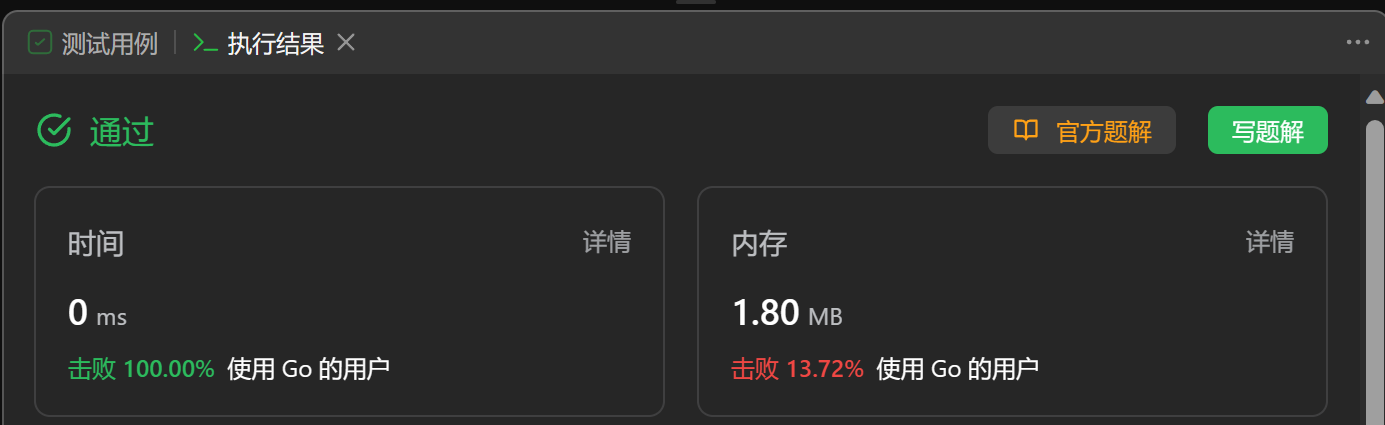 测试用例 执行结果
通过 官方题解 写题解
时间 详情
0 ms
击败 100.00% 使用 Go 的用户
内存 详情
1.80 MB
击败 13.72% 使用 Go 的用户